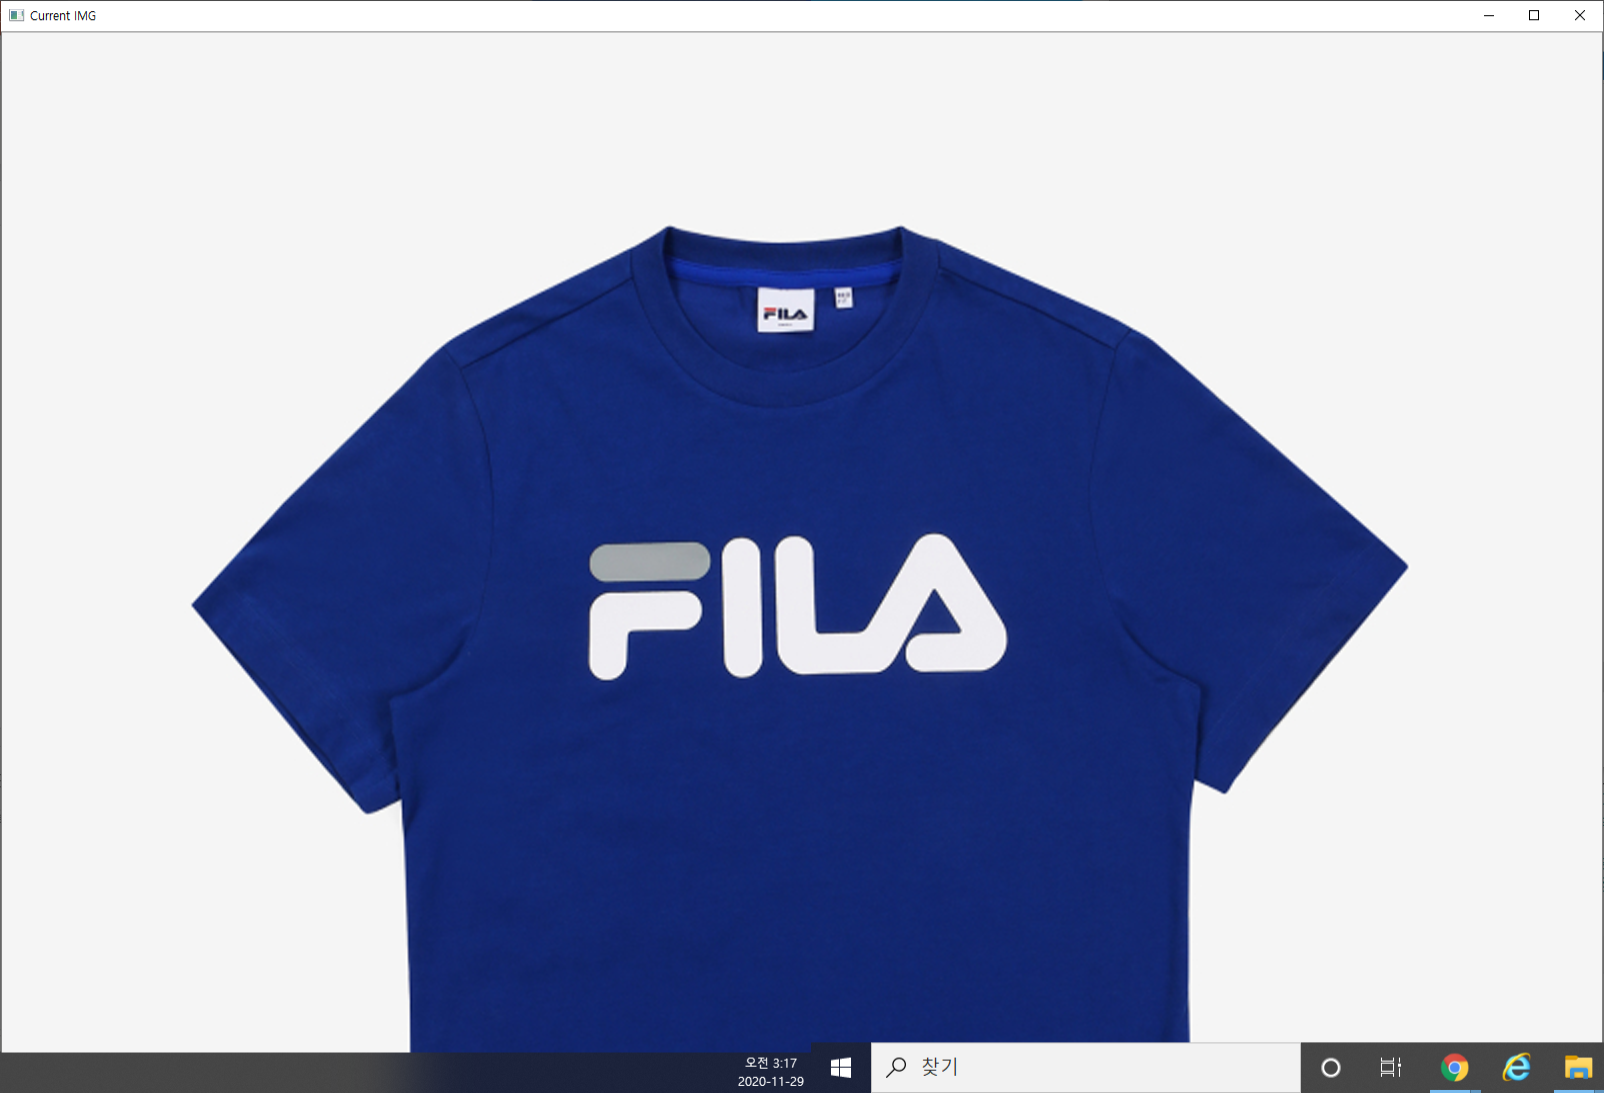 Current IMG
FILA
FILA
오전 3:17
2020-11-29
찾기